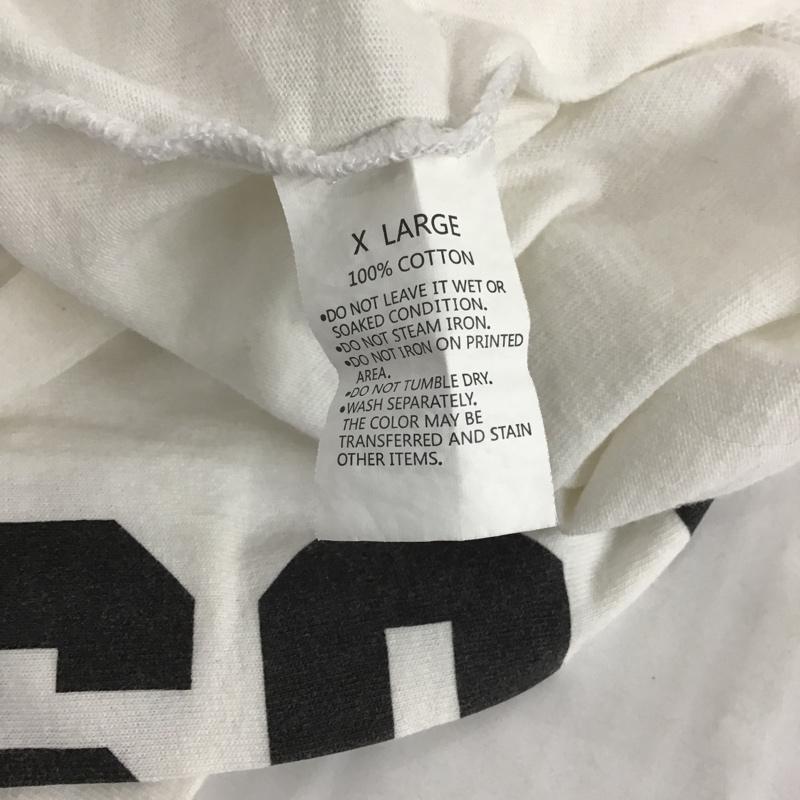 X LARGE
100% COTTON
•DO NOT LEAVE IT WET OR
SOAKED CONDITION.
•DO NOT STEAM IRON.
•DO NOT IRON ON PRINTED
AREA.
•DO NOT TUMBLE DRY.
•WASH SEPARATELY.
THE COLOR MAY BE
TRANSFERRED AND STAIN
OTHER ITEMS.